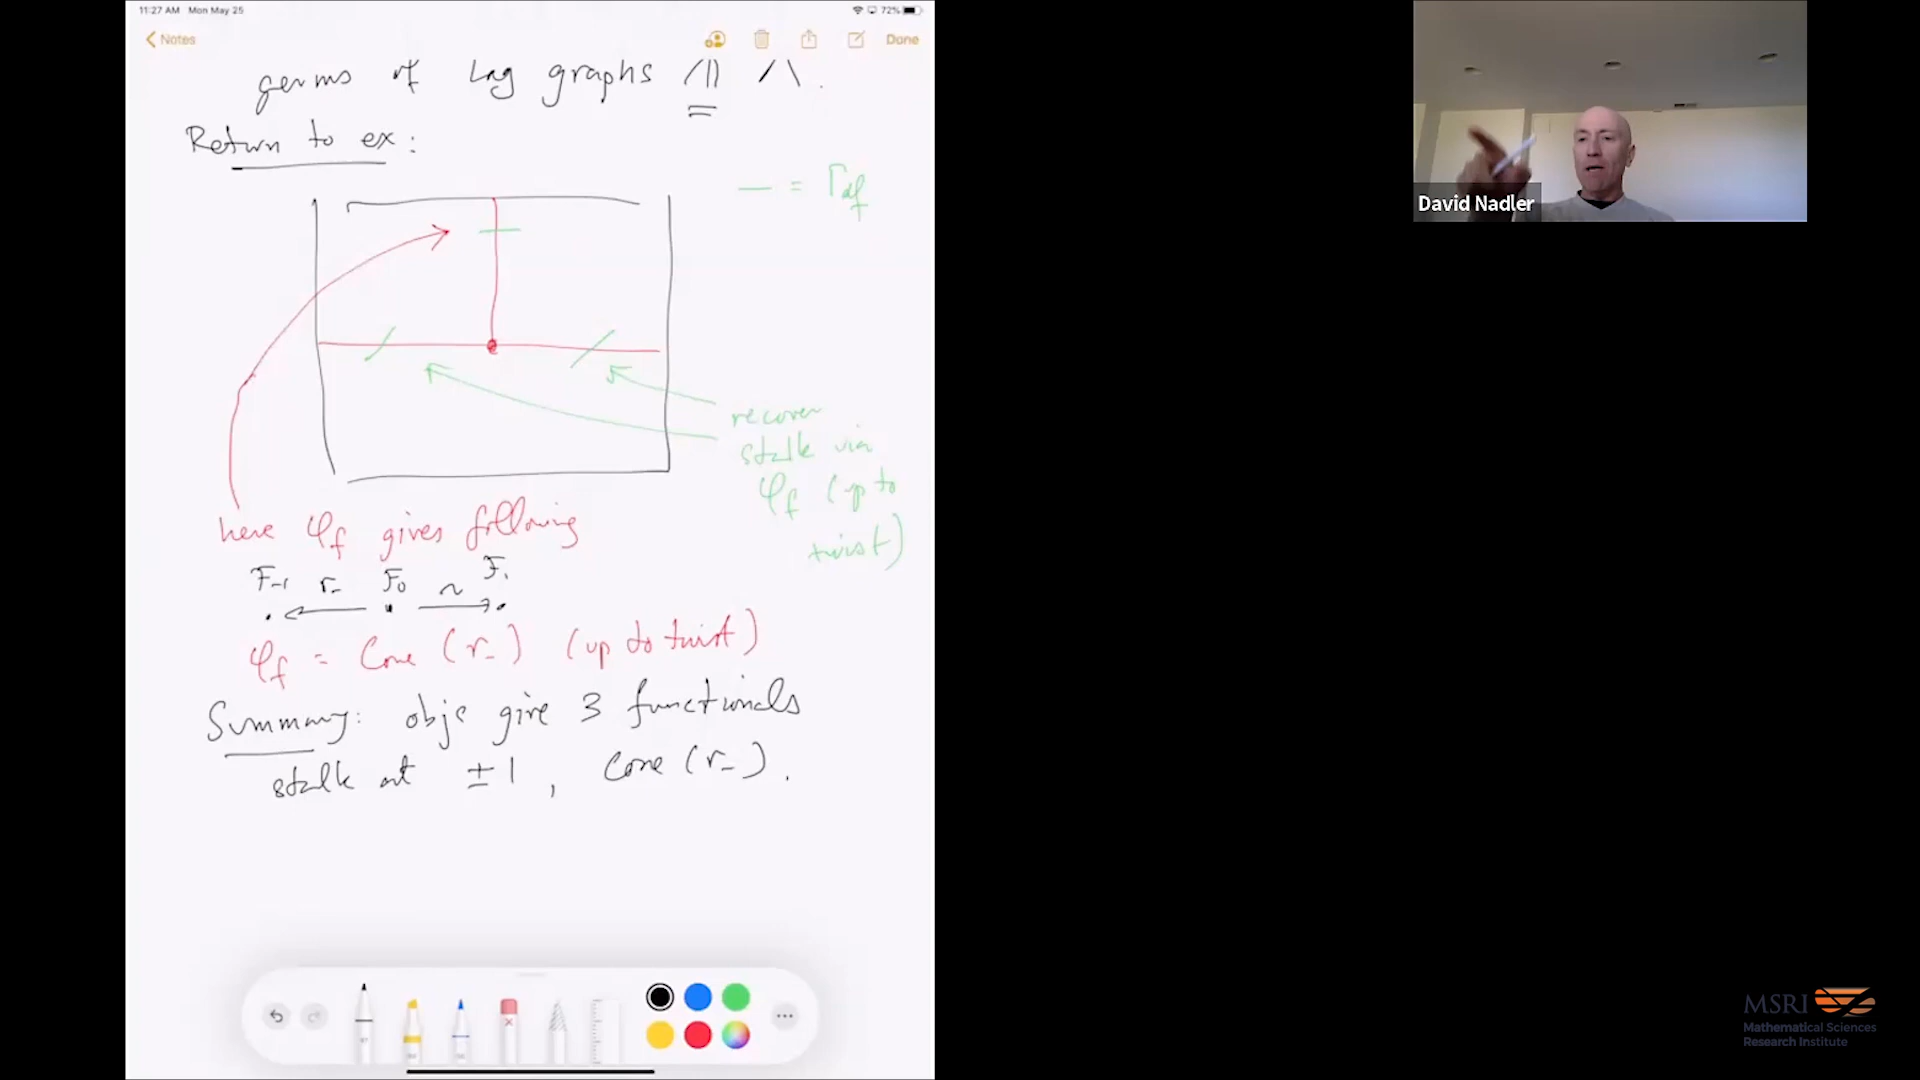 11:27 AM Mon May 25
72%
Notes
Done
germs of Lag graphs /|| /\.
Return to ex:
— = Γdf
recover
stalk via
φf (up to
twist)
here φf gives following
F-1 r- F0 ~ F1
φf = Cone (r-) (up to twist)
Summary: objs give 3 functionals
stalk at ±1, Cone (r-).
David Nadler
MSRI
Mathematical Sciences
Research Institute